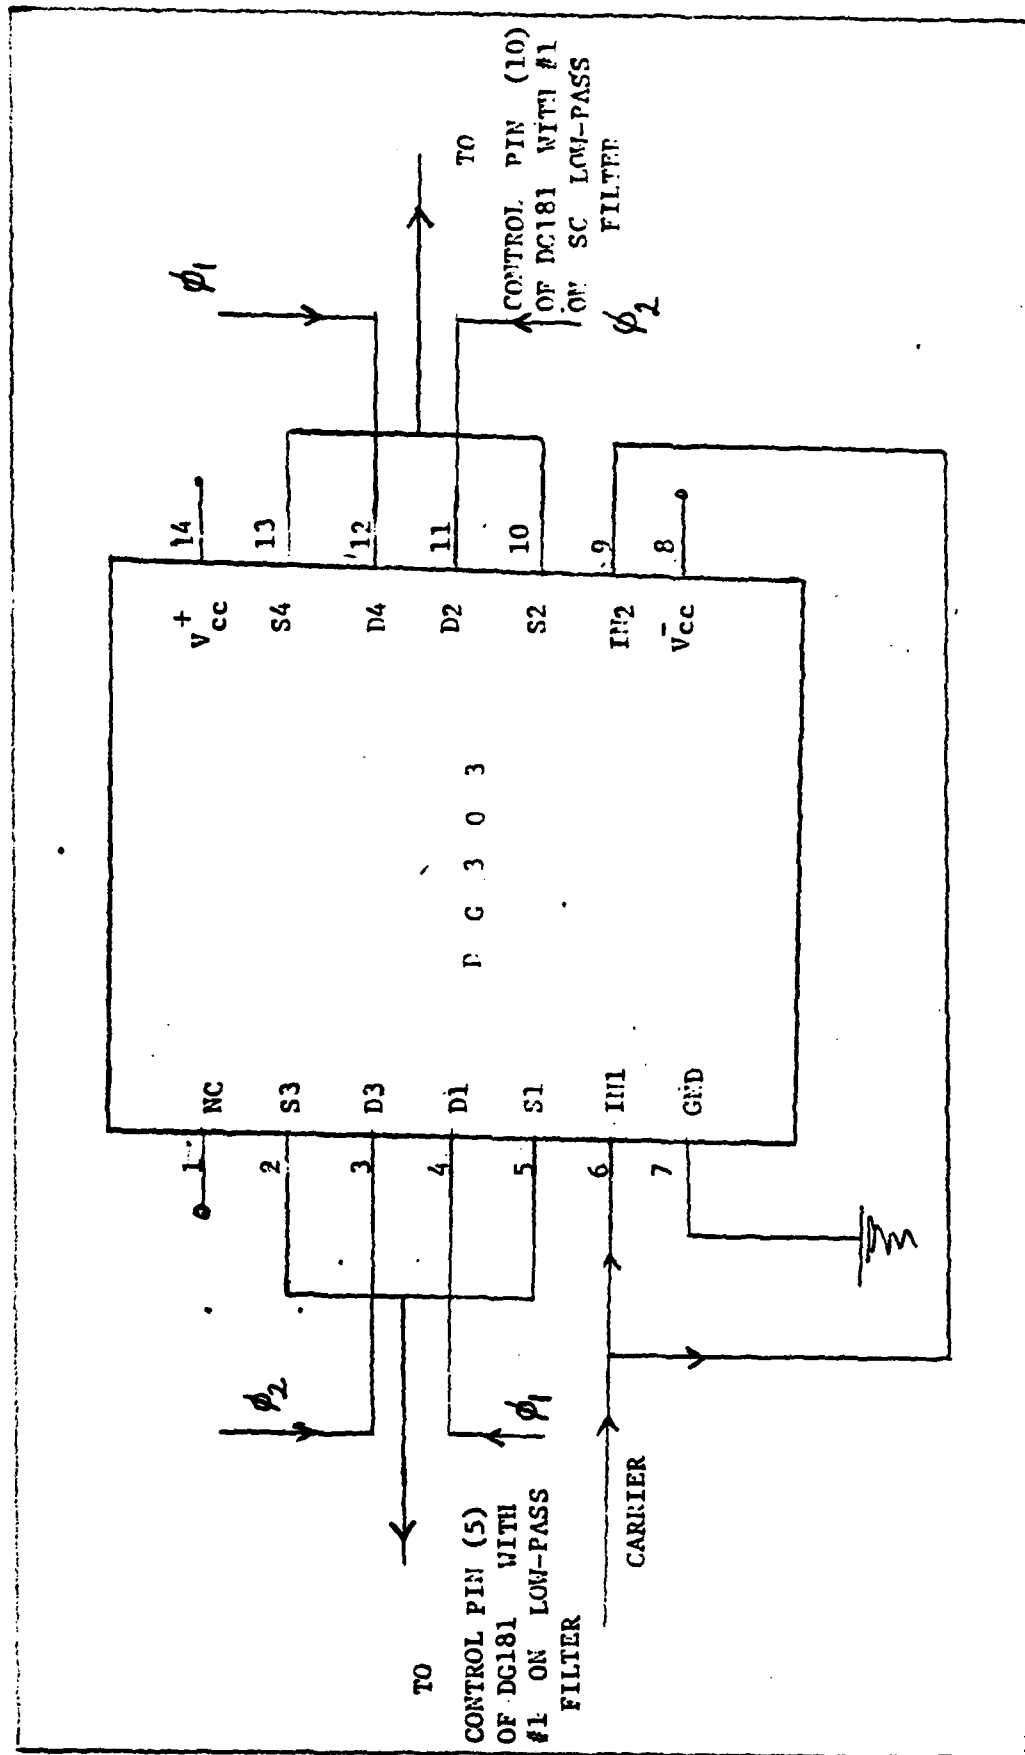 TO
CONTROL PIN (5)
OF DG181 WITH
#1 ON LOW-PASS
FILTER
ϕ2
ϕ1
CARRIER
1 NC
2 S3
3 D3
4 D1
5 S1
6 IN1
7 GND
D G 3 0 3
V+cc 14
S4 13
D4 12
D2 11
S2 10
IN2 9
V-cc 8
ϕ1
ϕ2
TO
CONTROL PIN (10)
OF DG181 WITH #1
ON SC LOW-PASS
FILTER